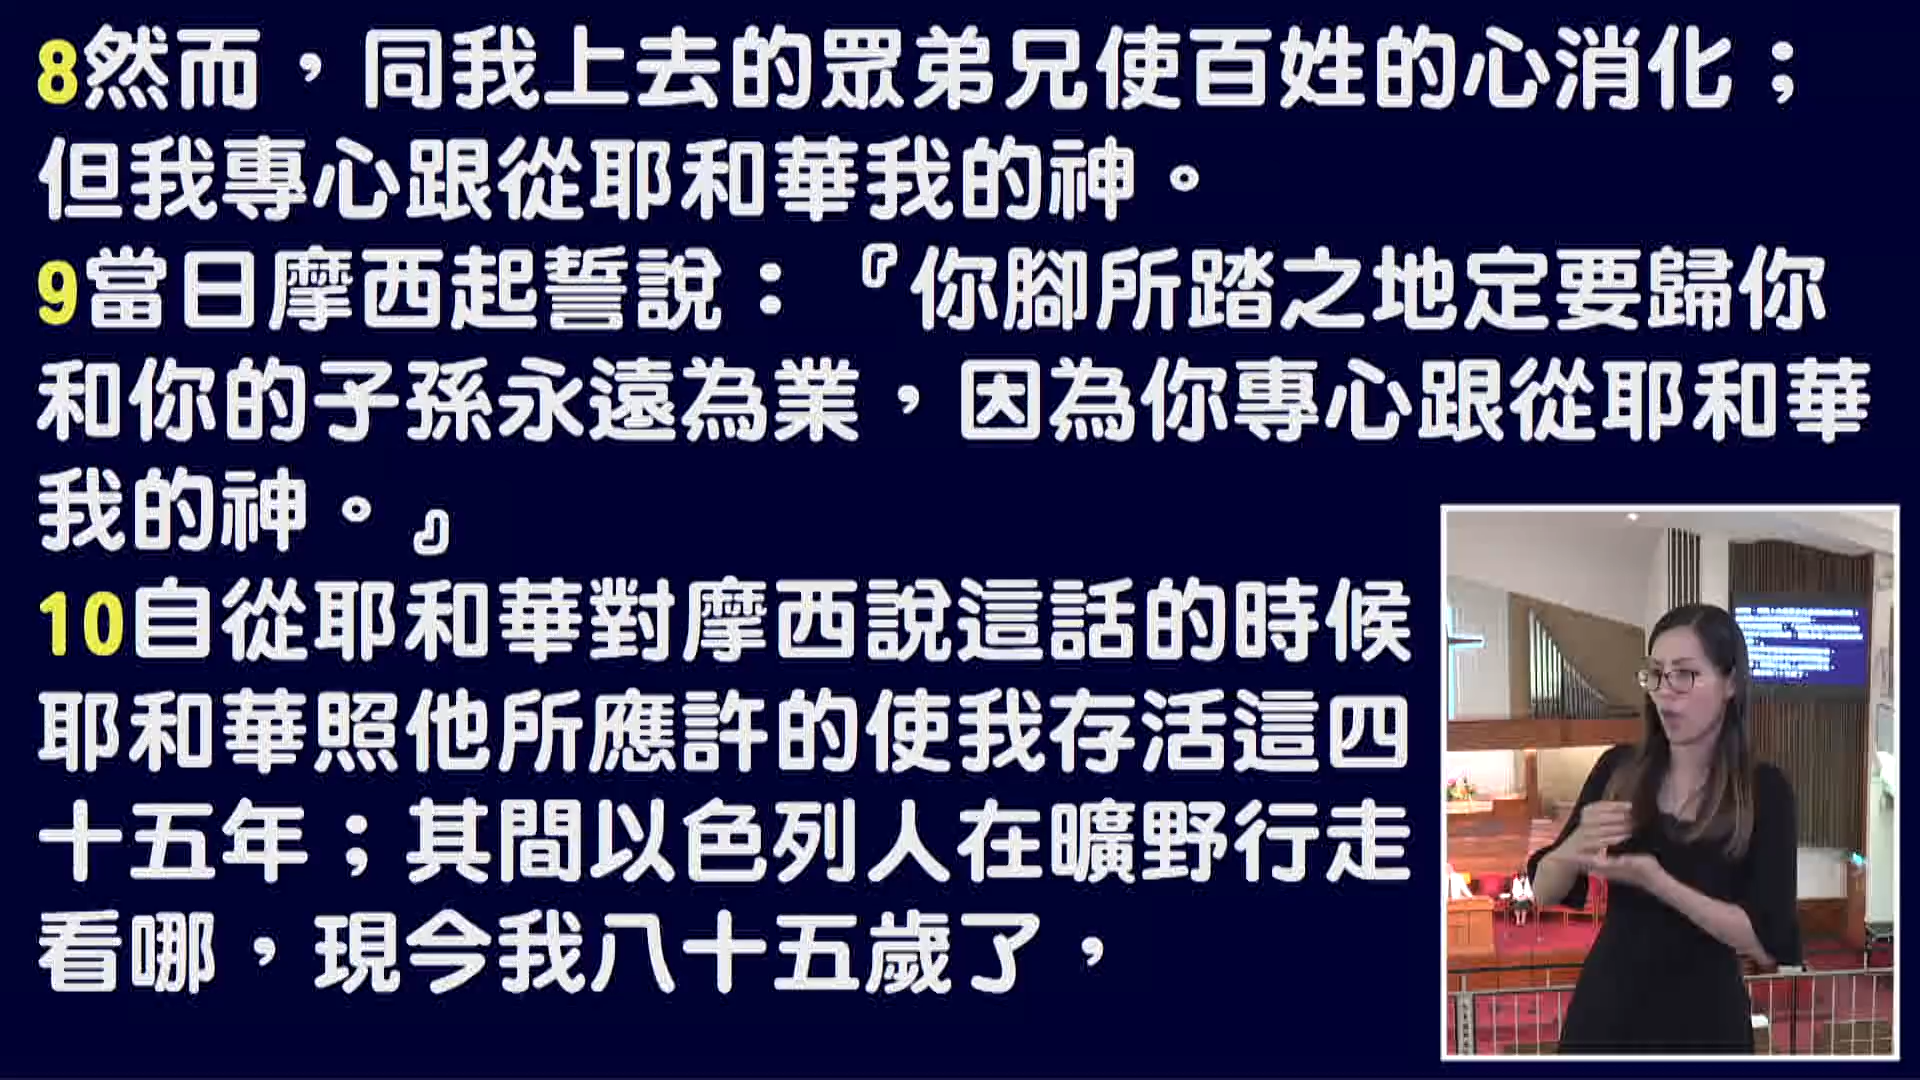 8然而，同我上去的眾弟兄使百姓的心消化；
但我專心跟從耶和華我的神。
9當日摩西起誓說：『你腳所踏之地定要歸你
和你的子孫永遠為業，因為你專心跟從耶和華
我的神。』
10自從耶和華對摩西說這話的時候
耶和華照他所應許的使我存活這四
十五年；其間以色列人在曠野行走
看哪，現今我八十五歲了，